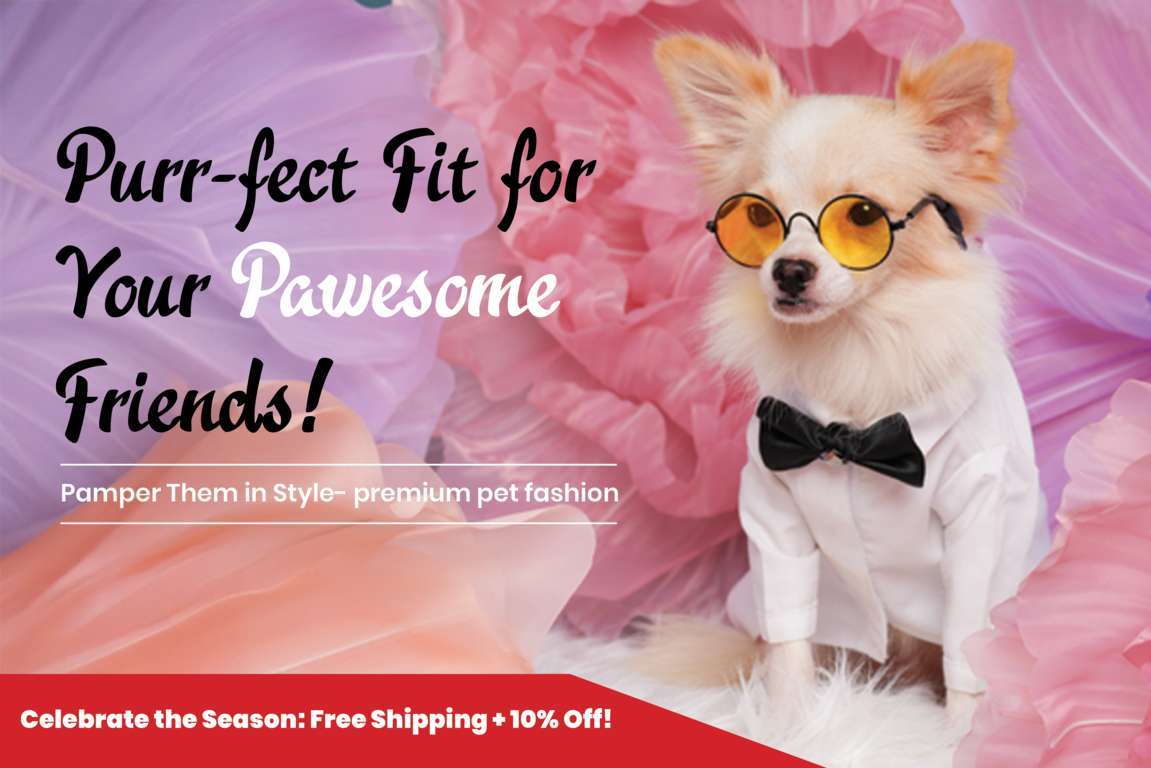 Purr-fect Fit for
Your Pawesome
Friends!
Pamper Them in Style- premium pet fashion
Celebrate the Season: Free Shipping + 10% Off!